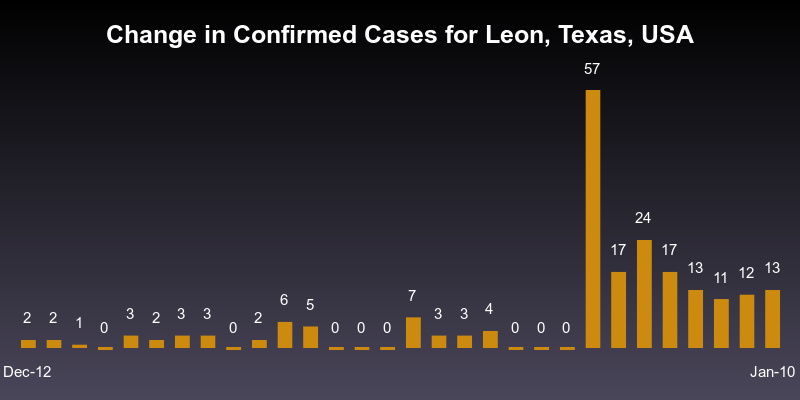 Change in Confirmed Cases for Leon, Texas, USA
2 2 1 0 3 2 3 3 0 2 6 5 0 0 0 7 3 3 4 0 0 0 57 17 24 17 13 11 12 13
Dec-12 Jan-10